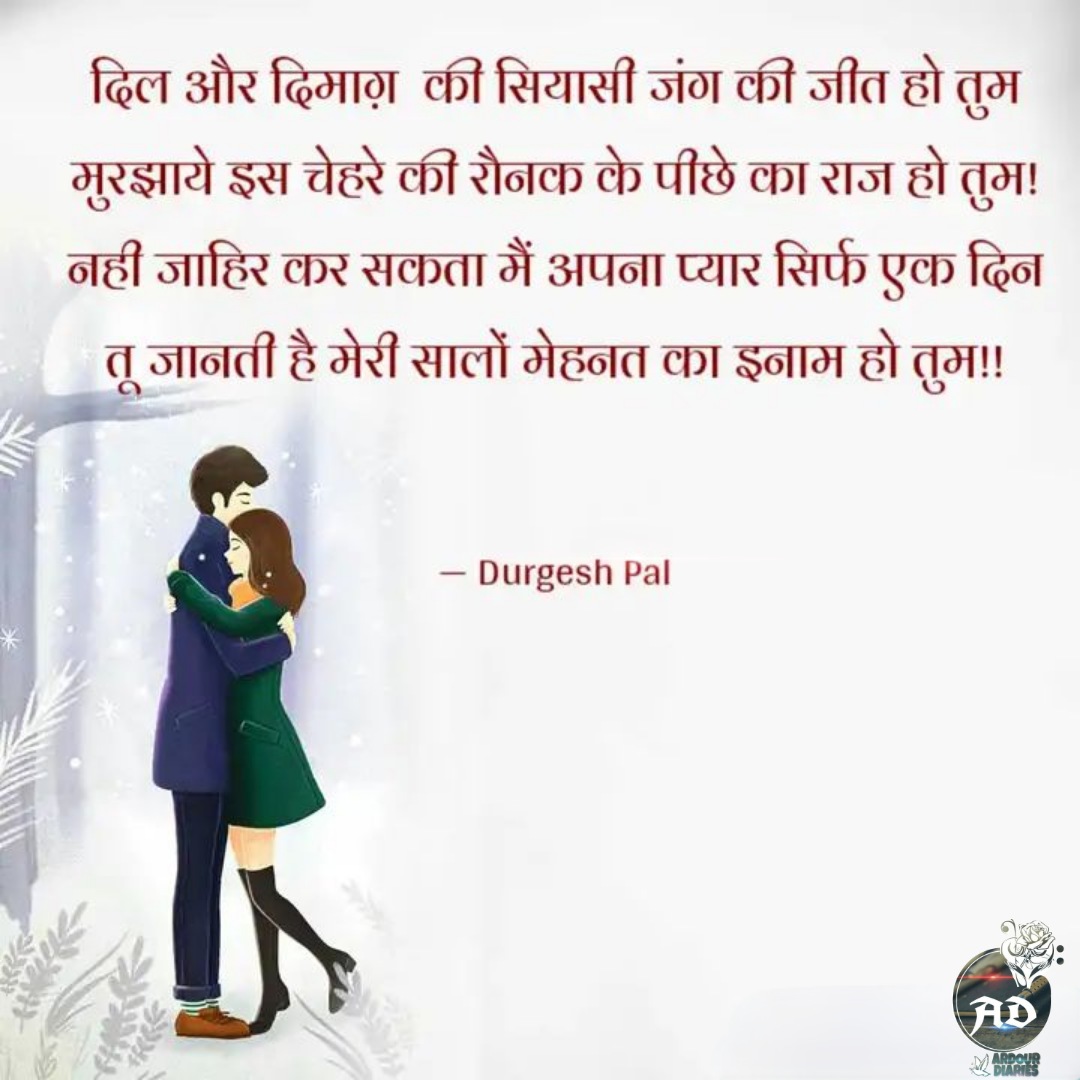 दिल और दिमाग़ की सियासी जंग की जीत हो तुम
मुरझाये इस चेहरे की रौनक के पीछे का राज हो तुम!
नही जाहिर कर सकता मैं अपना प्यार सिर्फ एक दिन
तू जानती है मेरी सालों मेहनत का इनाम हो तुम!!
— Durgesh Pal
AD
ARDOUR
DIARIES